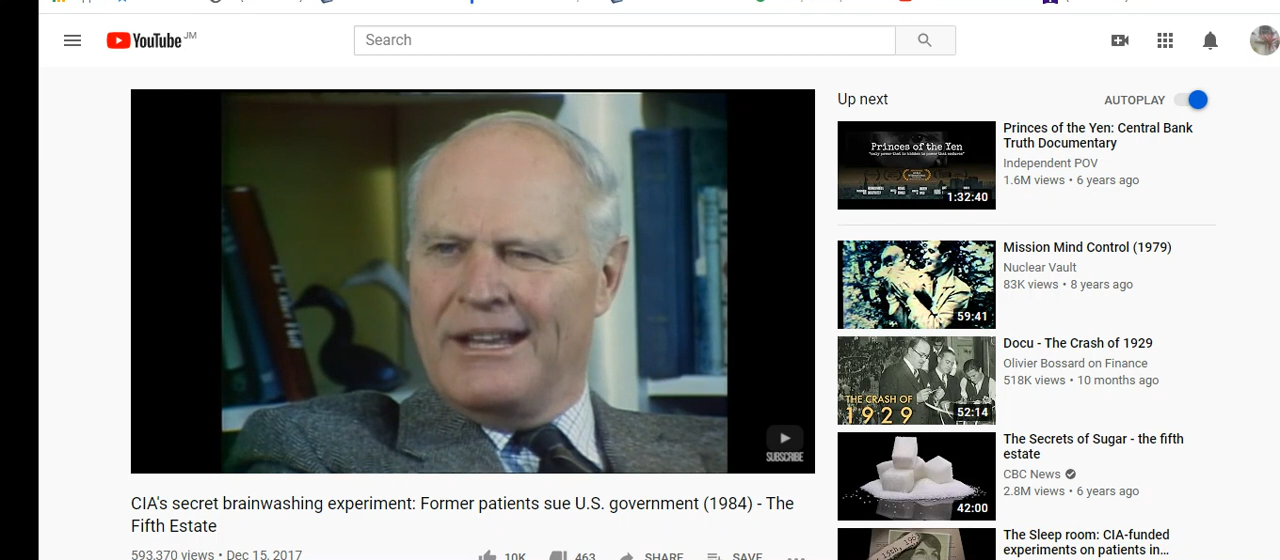 YouTube JM
Search
Up next
AUTOPLAY
Princes of the Yen
1:32:40
Princes of the Yen: Central Bank
Truth Documentary
Independent POV
1.6M views • 6 years ago
59:41
Mission Mind Control (1979)
Nuclear Vault
83K views • 8 years ago
THE CRASH OF
1929
52:14
Docu - The Crash of 1929
Olivier Bossard on Finance
518K views • 10 months ago
42:00
The Secrets of Sugar - the fifth
estate
CBC News
2.8M views • 6 years ago
The Sleep room: CIA-funded
experiments on patients in...
SUBSCRIBE
CIA's secret brainwashing experiment: Former patients sue U.S. government (1984) - The
Fifth Estate
593,370 views • Dec 15, 2017
10K
463
SHARE
SAVE